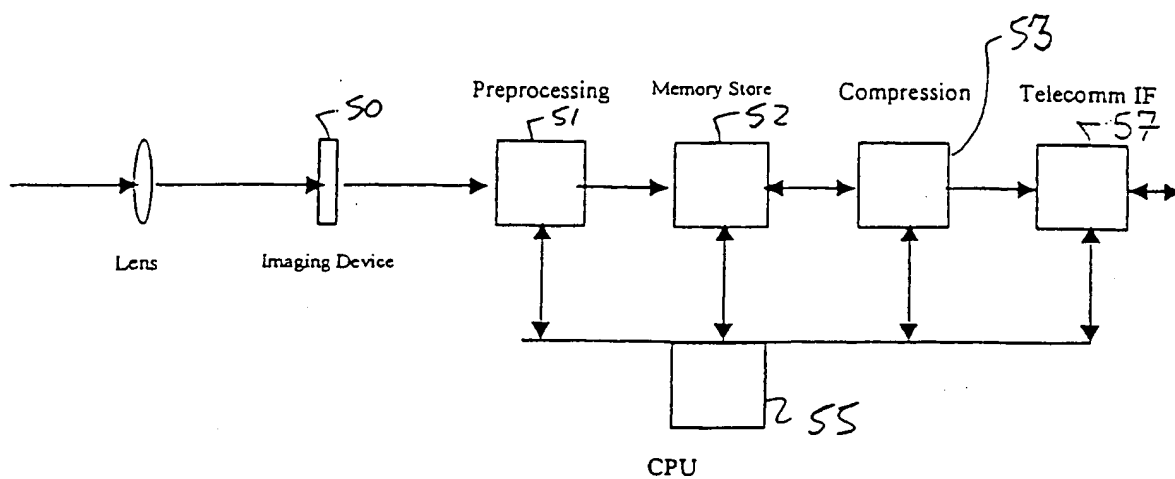 53
Preprocessing
Memory Store
Compression
Telecomm IF
50
51
52
57
Lens
Imaging Device
55
CPU